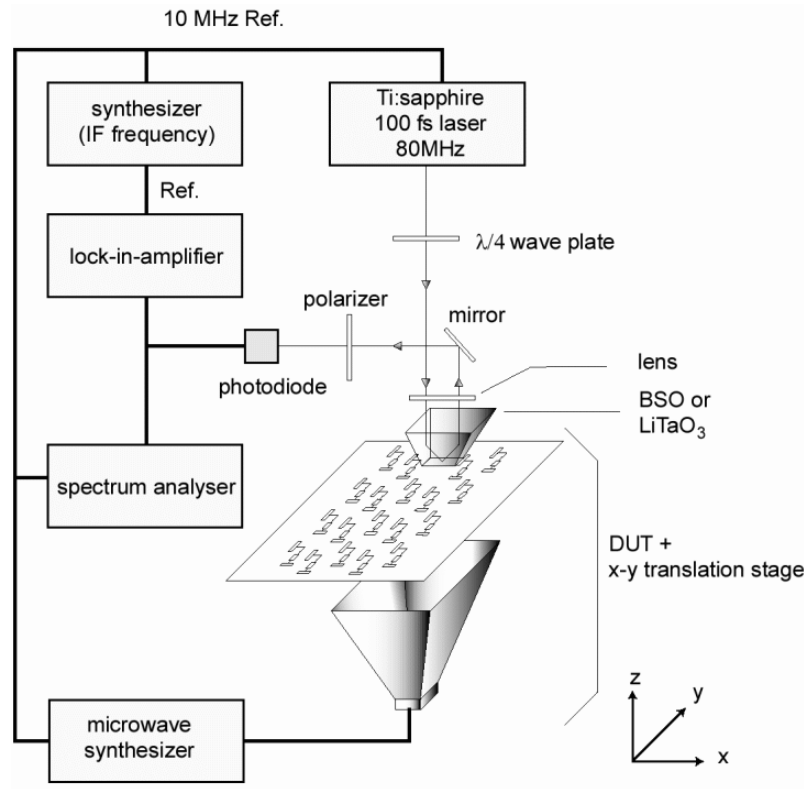 10 MHz Ref.
synthesizer
(IF frequency)
Ti:sapphire
100 fs laser
80MHz
Ref.
lock-in-amplifier
λ/4 wave plate
polarizer
mirror
photodiode
lens
BSO or
LiTaO₃
spectrum analyser
DUT +
x-y translation stage
microwave
synthesizer
z
y
x